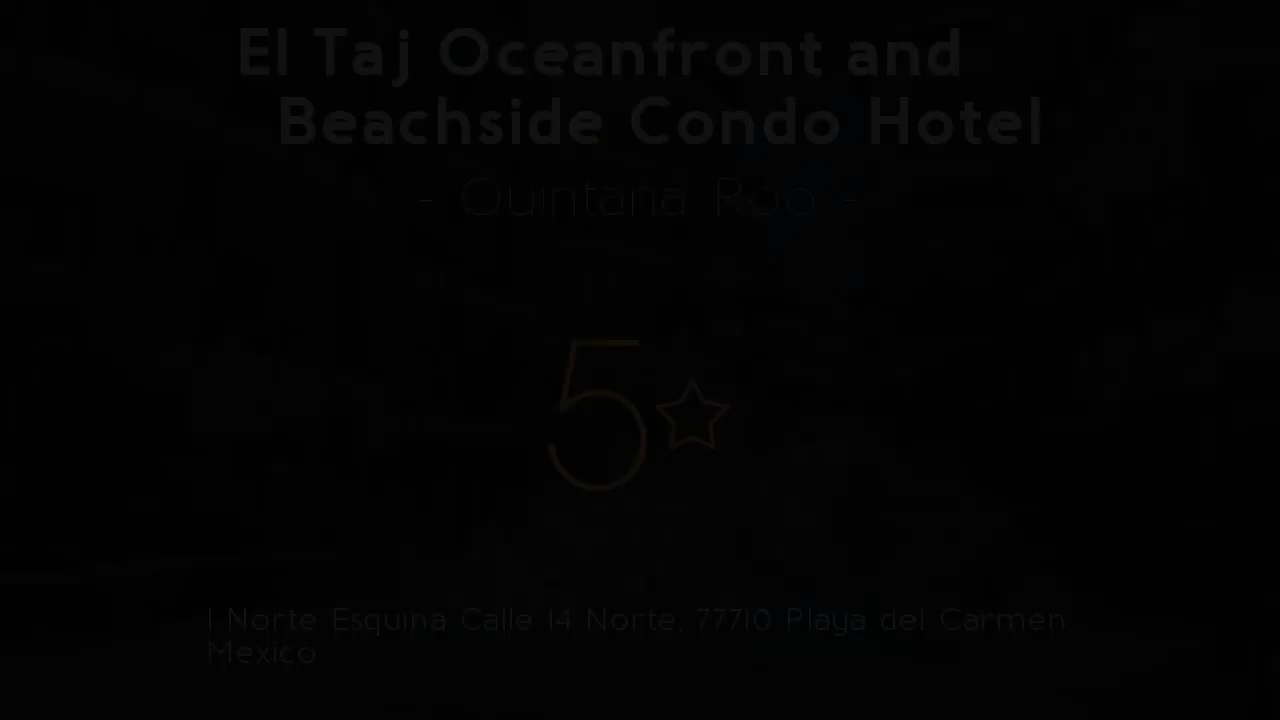 El Taj Oceanfront and
Beachside Condo Hotel
- Quintana Roo -
5
1 Norte Esquina Calle 14 Norte, 77710 Playa del Carmen
Mexico